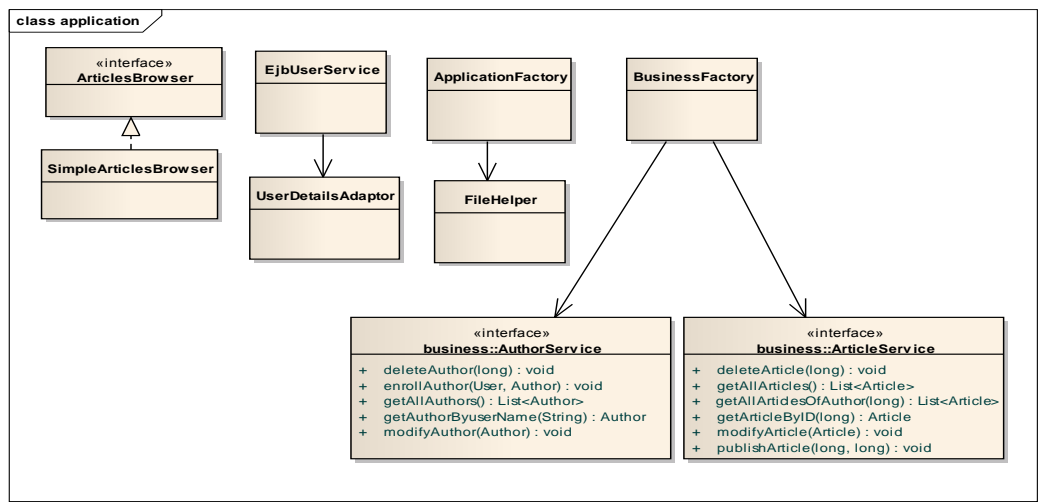 class application
«interface»
ArticlesBrowser
EjbUserService
ApplicationFactory
BusinessFactory
SimpleArticlesBrowser
UserDetailsAdaptor
FileHelper
«interface»
business::AuthorService
+ deleteAuthor(long) : void
+ enrollAuthor(User, Author) : void
+ getAllAuthors() : List<Author>
+ getAuthorByuserName(String) : Author
+ modifyAuthor(Author) : void
«interface»
business::ArticleService
+ deleteArticle(long) : void
+ getAllArticles() : List<Article>
+ getAllArticlesOfAuthor(long) : List<Article>
+ getArticleByID(long) : Article
+ modifyArticle(Article) : void
+ publishArticle(long, long) : void